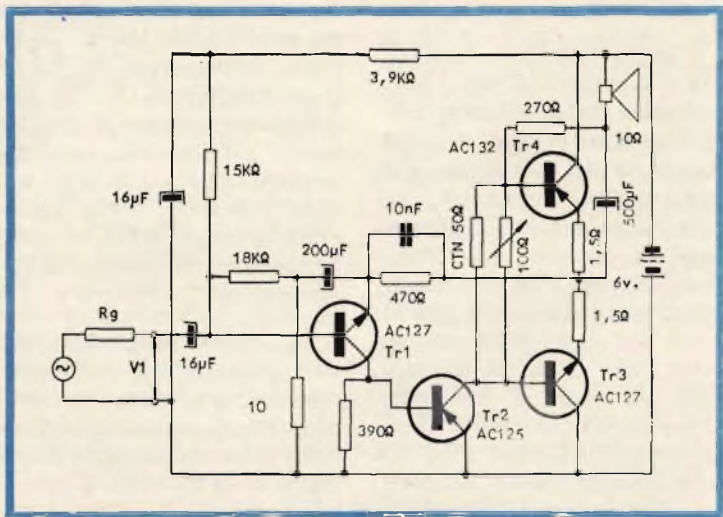 3,9KΩ
270Ω
10Ω
AC132 Tr4
15KΩ
16µF
10nF
CTN 50Ω
100Ω
1,5Ω
500µF
18KΩ
200µF
470Ω
6v.
Rg
AC127
Tr1
1,5Ω
V1
16µF
Tr3
AC127
10
390Ω
Tr2
AC125